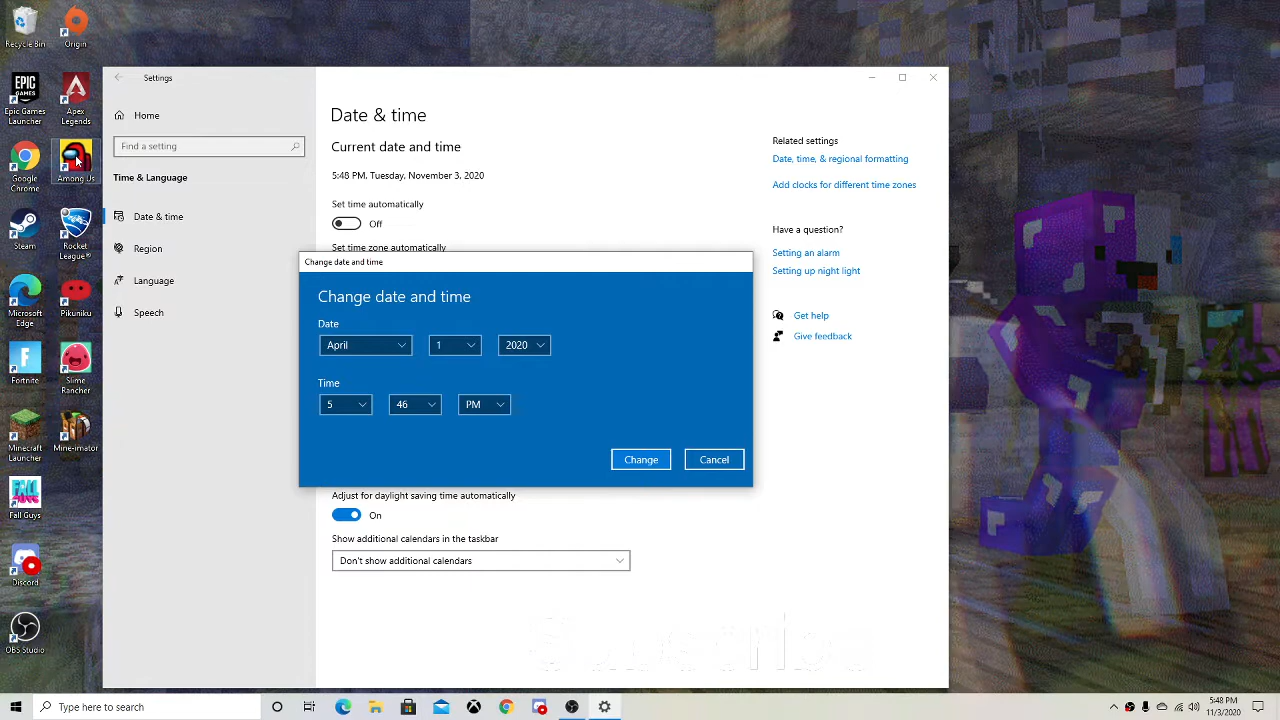 Recycle Bin
Origin
Epic Games
Launcher
Apex
Legends
Google
Chrome
Among Us
Steam
Rocket
League®
Microsoft
Edge
Pikuniku
Fortnite
Slime
Rancher
Minecraft
Launcher
Mine-imator
Fall Guys
Discord
OBS Studio
Settings
Home
Find a setting
Time & Language
Date & time
Region
Language
Speech
Date & time
Current date and time
5:48 PM, Tuesday, November 3, 2020
Set time automatically
Off
Set time zone automatically
Change date and time
Change date and time
Date
April 1 2020
Time
5 46 PM
Change Cancel
Adjust for daylight saving time automatically
On
Show additional calendars in the taskbar
Don't show additional calendars
Related settings
Date, time, & regional formatting
Add clocks for different time zones
Have a question?
Setting an alarm
Setting up night light
Get help
Give feedback
Subscribe
Type here to search
5:48 PM
11/3/2020